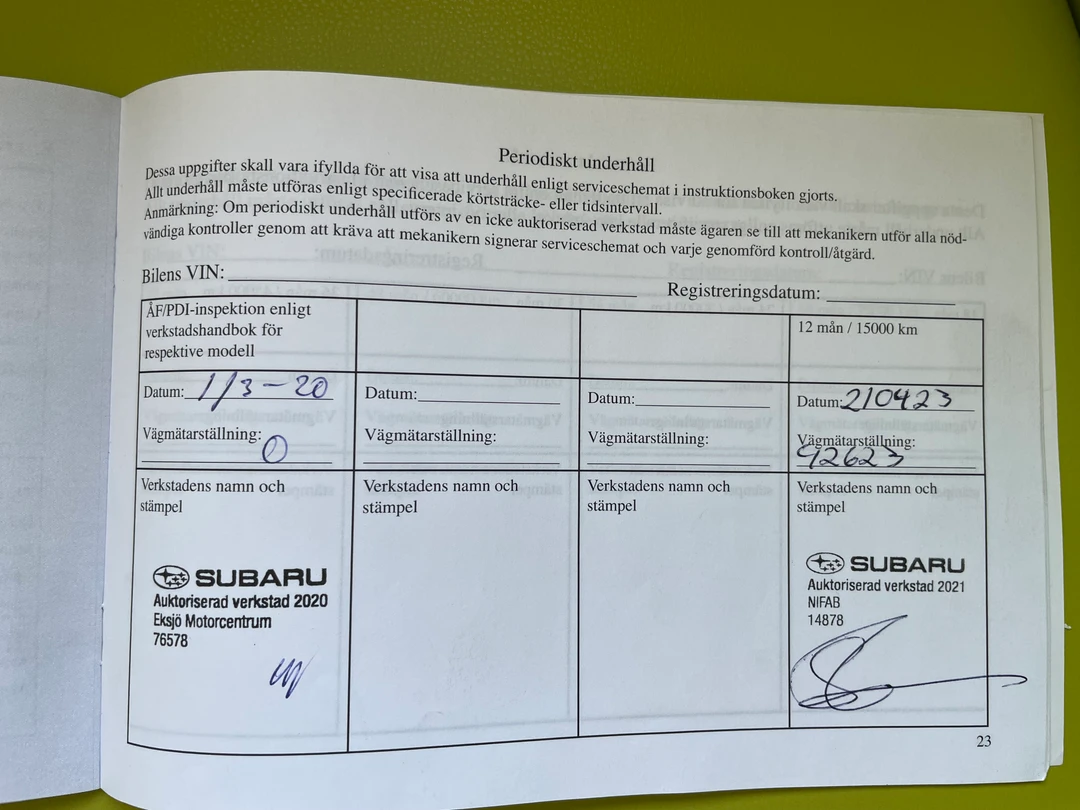 Periodiskt underhåll
Dessa uppgifter skall vara ifyllda för att visa att underhåll enligt serviceschemat i instruktionsboken gjorts.
Allt underhåll måste utföras enligt specificerade körtsträcke- eller tidsintervall.
Anmärkning: Om periodiskt underhåll utförs av en icke auktoriserad verkstad måste ägaren se till att mekanikern utför alla nöd-
vändiga kontroller genom att kräva att mekanikern signerar serviceschemat och varje genomförd kontroll/åtgärd.
Bilens VIN:
Registreringsdatum:
ÅF/PDI-inspektion enligt
verkstadshandbok för
respektive modell
Datum: 1/3-20
Vägmätarställning:
0
Verkstadens namn och
stämpel
SUBARU
Auktoriserad verkstad 2020
Eksjö Motorcentrum
76578
Datum:
Vägmätarställning:
Verkstadens namn och
stämpel
Datum:
Vägmätarställning:
Verkstadens namn och
stämpel
12 mån / 15000 km
Datum: 210423
Vägmätarställning:
92623
Verkstadens namn och
stämpel
SUBARU
Auktoriserad verkstad 2021
NIFAB
14878
23